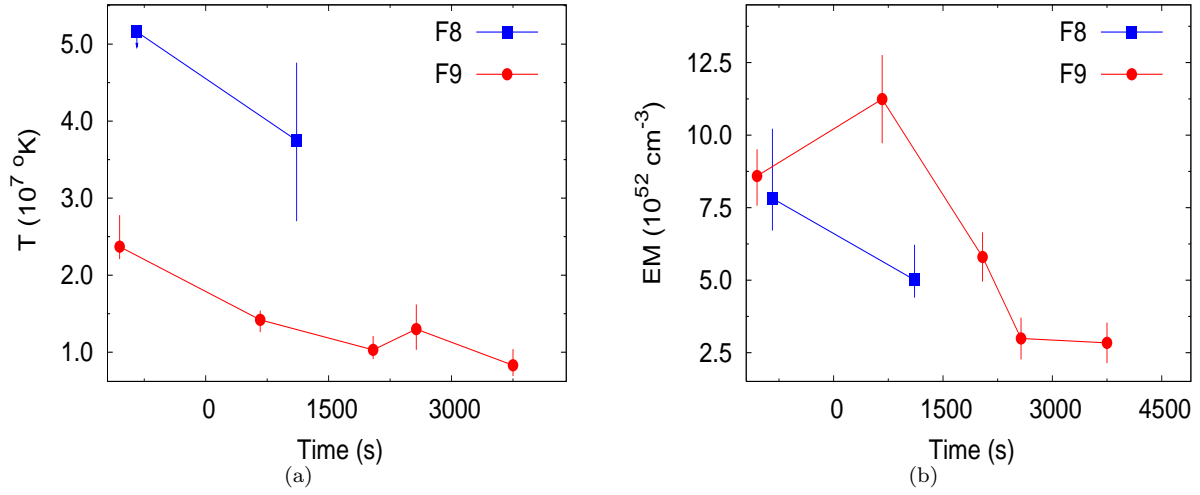 5.0
4.0
3.0
2.0
1.0
T (10⁷ ᵒK)
F8
F9
0
1500
3000
Time (s)
(a)
12.5
10.0
7.5
5.0
2.5
EM (10⁵² cm⁻³)
F8
F9
0
1500
3000
4500
Time (s)
(b)